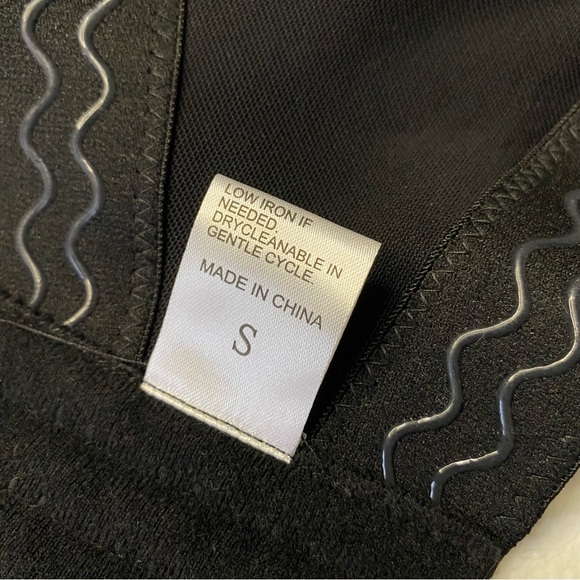 LOW IRON IF
NEEDED.
DRYCLEANABLE IN
GENTLE CYCLE.
MADE IN CHINA
S